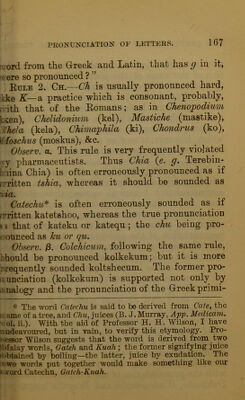 PRONUNCIATION OF LETTERS. 167
word from the Greek and Latin, that has g in it,
were so pronounced?"
RULE 2. CH.—Ch is usually pronounced hard,
like K—a practice which is consonant, probably,
with that of the Romans; as in Chenopodium
(ken), Chelidonium (kel), Mastiche (mastike),
Chela (kela), Chimaphila (ki), Chondrus (ko),
Moschus (moskus), &c.
Observ. a. This rule is very frequently violated
by pharmaceutists. Thus Chia (e. g. Terebin-
thina Chia) is often erroneously pronounced as if
written tshia, whereas it should be sounded as
kia.
Catechu* is often erroneously sounded as if
written katetshoo, whereas the true pronunciation
is that of kateku or katequ; the chu being pro-
nounced as ku or qu.
Observ. β. Colchicum, following the same rule,
should be pronounced kolkekum; but it is more
frequently sounded koltshecum. The former pro-
nunciation (kolkekum) is supported not only by
analogy and the pronunciation of the Greek primi-
* The word Catechu is said to be derived from Cate, the
name of a tree, and Chu, juices (B. J. Murray, App. Medicam.
vol. ii.). With the aid of Professor H. H. Wilson, I have
endeavoured, but in vain, to verify this etymology. Pro-
fessor Wilson suggests that the word is derived from two
Malay words, Gatch and Kuah; the former signifying juice
obtained by boiling—the latter, juice by exudation. The
two words put together would make something like our
word Catechu, Gatch-Kuah.